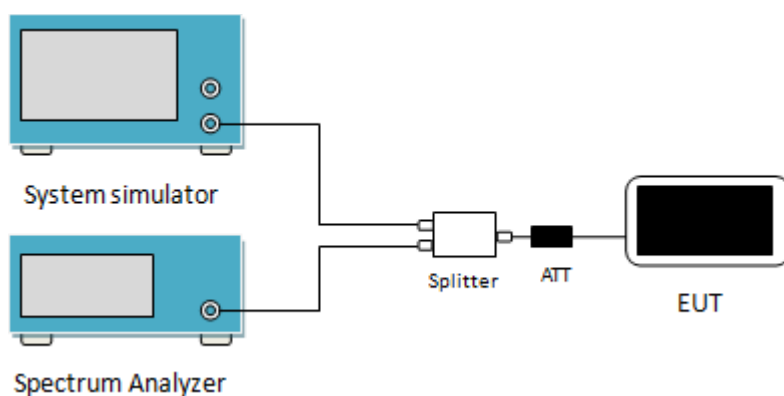 System simulator
Splitter
ATT
EUT
Spectrum Analyzer